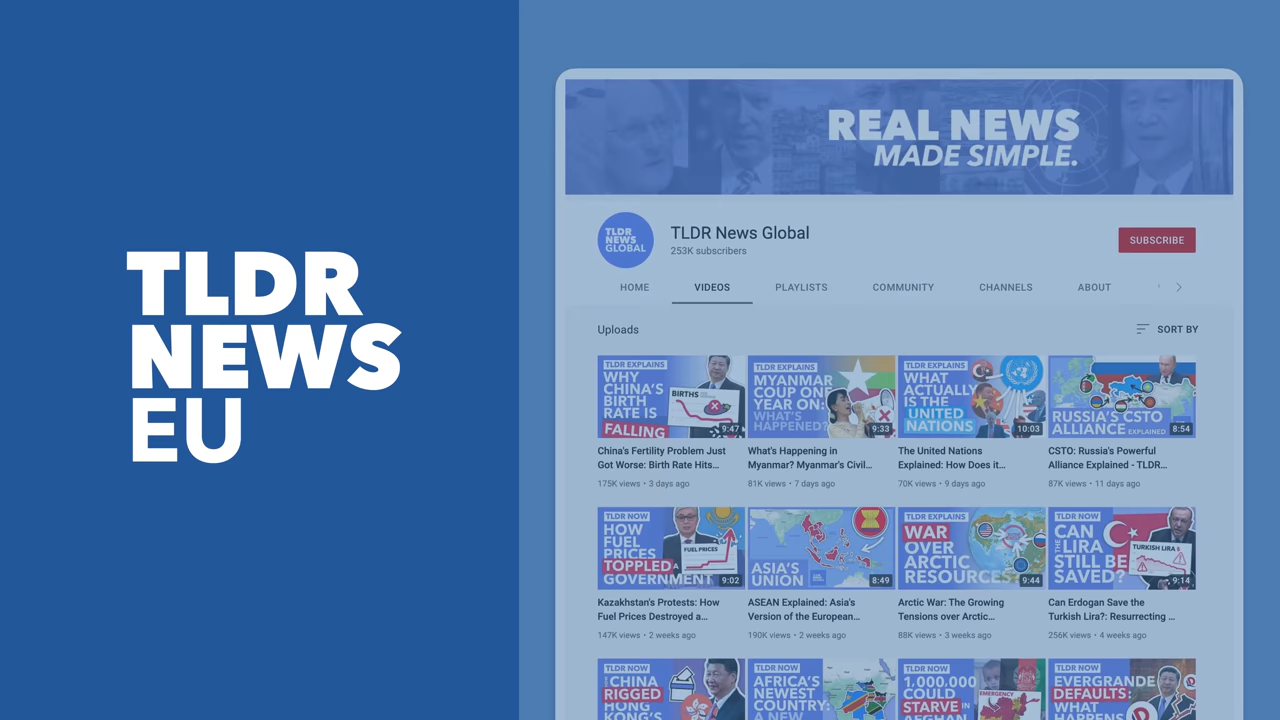 TLDR
NEWS
EU
REAL NEWS
MADE SIMPLE.
TLDR
NEWS
GLOBAL
TLDR News Global
253K subscribers
SUBSCRIBE
HOME
VIDEOS
PLAYLISTS
COMMUNITY
CHANNELS
ABOUT
Uploads
SORT BY
TLDR EXPLAINS
WHY
CHINA'S
BIRTH
RATE IS
FALLING
BIRTHS
9:47
China's Fertility Problem Just
Got Worse: Birth Rate Hits...
175K views • 3 days ago
TLDR EXPLAINS
MYANMAR
COUP ONE
YEAR ON:
WHAT'S
HAPPENED?
9:33
What's Happening in
Myanmar? Myanmar's Civil...
81K views • 7 days ago
TLDR EXPLAINS
WHAT
ACTUALLY
IS THE
UNITED
NATIONS
10:03
The United Nations
Explained: How Does it...
70K views • 9 days ago
RUSSIA'S CSTO
ALLIANCE EXPLAINED
8:54
CSTO: Russia's Powerful
Alliance Explained - TLDR...
87K views • 11 days ago
TLDR NOW
HOW
FUEL
PRICES
TOPPLED A
GOVERNMENT
FUEL PRICES
9:02
Kazakhstan's Protests: How
Fuel Prices Destroyed a...
147K views • 2 weeks ago
ASIA'S
UNION
8:49
ASEAN Explained: Asia's
Version of the European...
190K views • 2 weeks ago
TLDR EXPLAINS
WAR
OVER
ARCTIC
RESOURCES
9:44
Arctic War: The Growing
Tensions over Arctic...
88K views • 3 weeks ago
TLDR NOW
CAN
THE LIRA
STILL BE
SAVED?
TURKISH LIRA
9:14
Can Erdogan Save the
Turkish Lira?: Resurrecting ...
256K views • 4 weeks ago
TLDR NOW
CHINA
RIGGED
HONG
KONG'S
TLDR NOW
AFRICA'S
NEWEST
COUNTRY:
A NEW
TLDR NOW
1,000,000
COULD
STARVE IN
AFGHAN
EMERGENCY
TLDR NOW
EVERGRANDE
DEFAULTS:
WHAT
HAPPENS